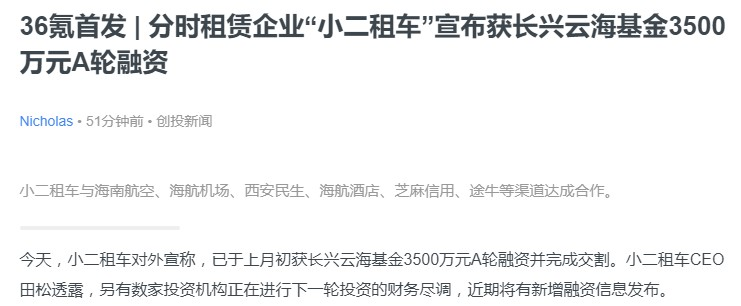 36氪首发 | 分时租赁企业“小二租车”宣布获长兴云海基金3500
万元A轮融资
Nicholas • 51分钟前 • 创投新闻
小二租车与海南航空、海航机场、西安民生、海航酒店、芝麻信用、途牛等渠道达成合作。
今天，小二租车对外宣称，已于上月初获长兴云海基金3500万元A轮融资并完成交割。小二租车CEO
田松透露，另有数家投资机构正在进行下一轮投资的财务尽调，近期将有新增融资信息发布。